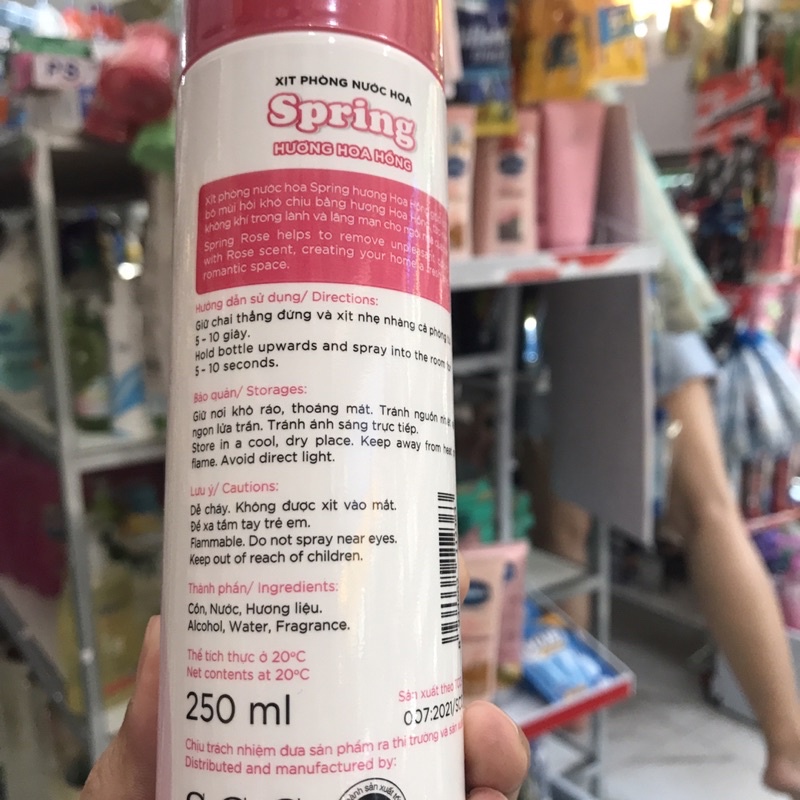 XỊT PHÒNG NƯỚC HOA
Spring
HƯƠNG HOA HỒNG
Xịt phòng nước hoa Spring hương Hoa Hồng
bỏ mùi hôi khó chịu bằng hương Hoa Hồng,
không khí trong lành và lãng mạn cho ngôi nhà
Spring Rose helps to remove
with Rose scent, creating your home a
romantic space.
Hướng dẫn sử dụng/ Directions:
Giữ chai thẳng đứng và xịt nhẹ nhàng cả phòng
5 - 10 giây.
Hold bottle upwards and spray into the room for
5 - 10 seconds.
Bảo quản/ Storages:
Giữ nơi khô ráo, thoáng mát. Tránh nguồn
ngọn lửa trần. Tránh ánh sáng trực tiếp.
Store in a cool, dry place. Keep away from heat
flame. Avoid direct light.
Lưu ý/ Cautions:
Dễ cháy. Không được xịt vào mắt.
Để xa tầm tay trẻ em.
Flammable. Do not spray near eyes.
Keep out of reach of children.
Thành phần/ Ingredients:
Cồn, Nước, Hương liệu.
Alcohol, Water, Fragrance.
Thể tích thực ở 20°C
Net contents at 20°C
250 ml
Sản xuất theo
007:2021/
Chịu trách nhiệm đưa sản phẩm ra thị trường và sản
Distributed and manufactured by:
PS